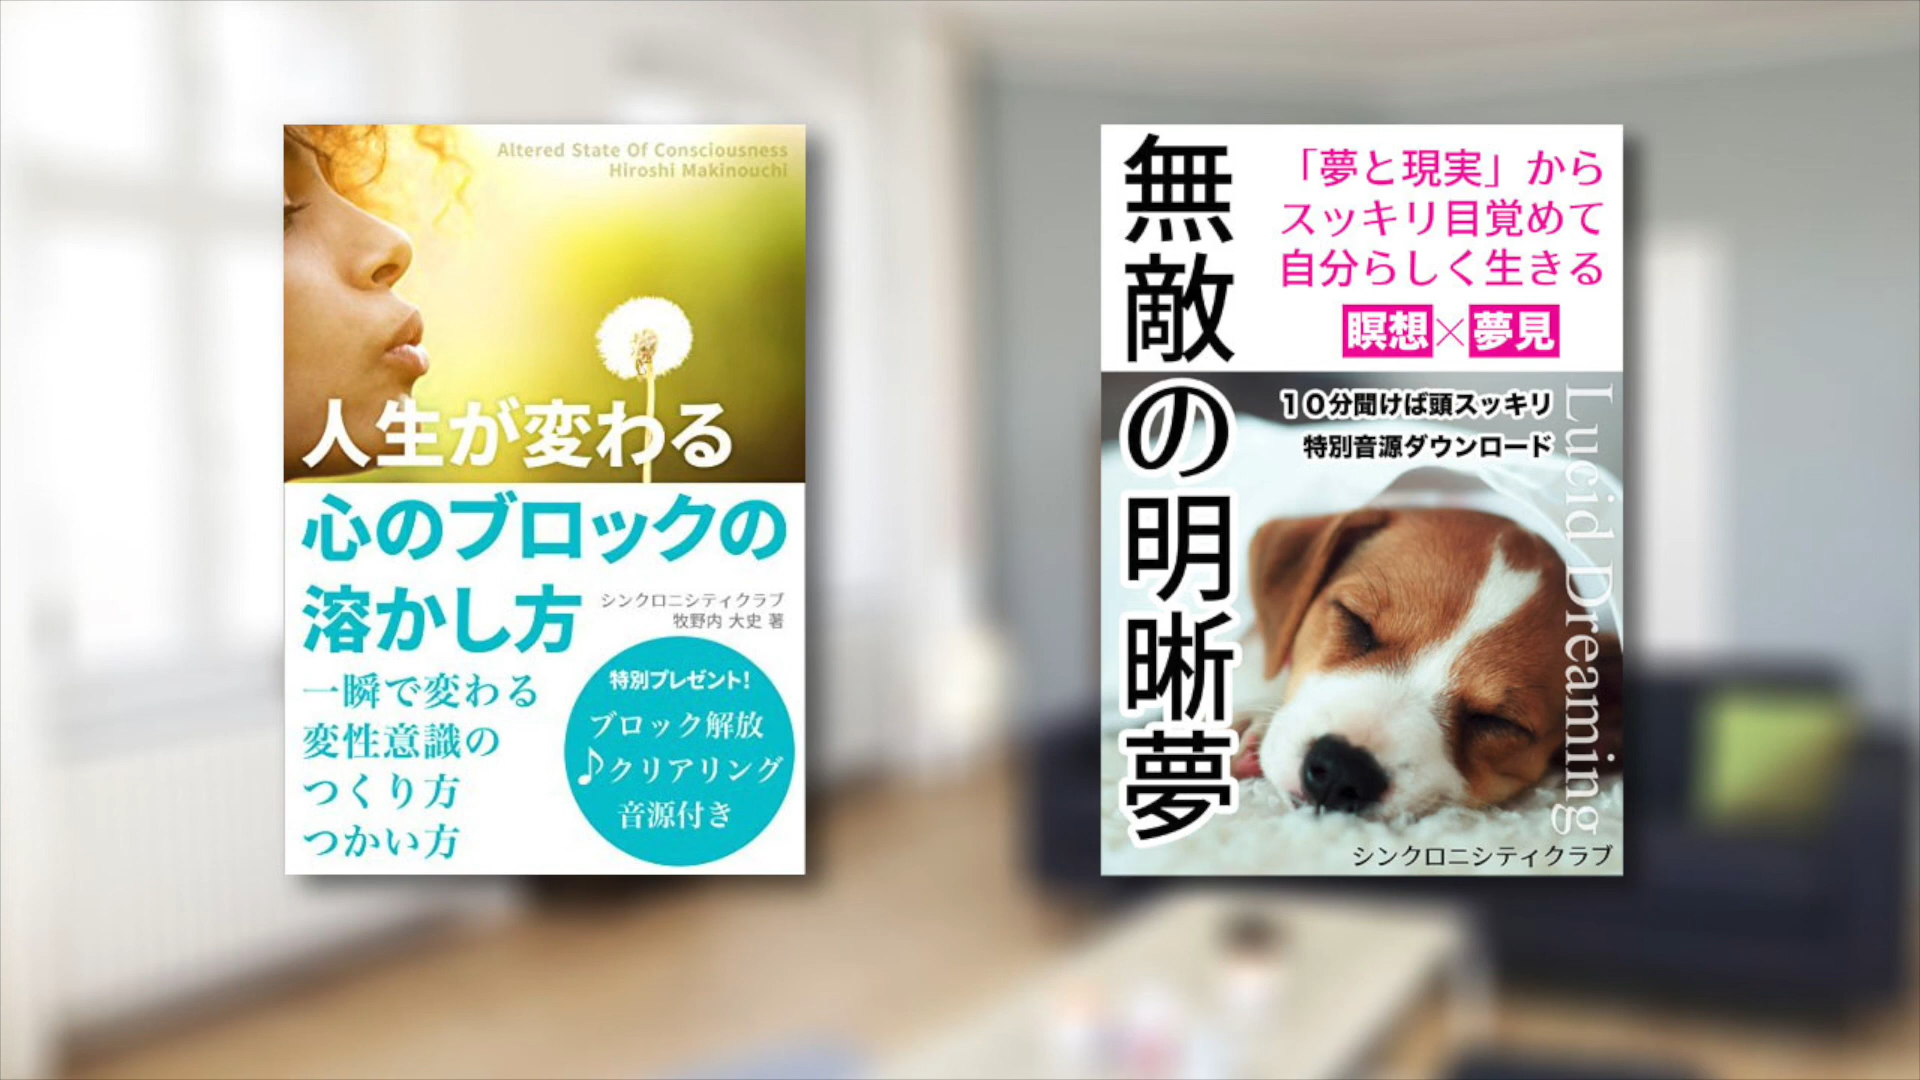 Altered State Of Consciousness
Hiroshi Makinouchi
人生が変わる
心のブロックの
溶かし方
シンクロニシティクラブ
牧野内 大史 著
一瞬で変わる
変性意識の
つくり方
つかい方
特別プレゼント!
ブロック解放
♪クリアリング
音源付き
無敵の明晰夢
「夢と現実」から
スッキリ目覚めて
自分らしく生きる
瞑想×夢見
10分聞けば頭スッキリ
特別音源ダウンロード
Lucid Dreaming
シンクロニシティクラブ